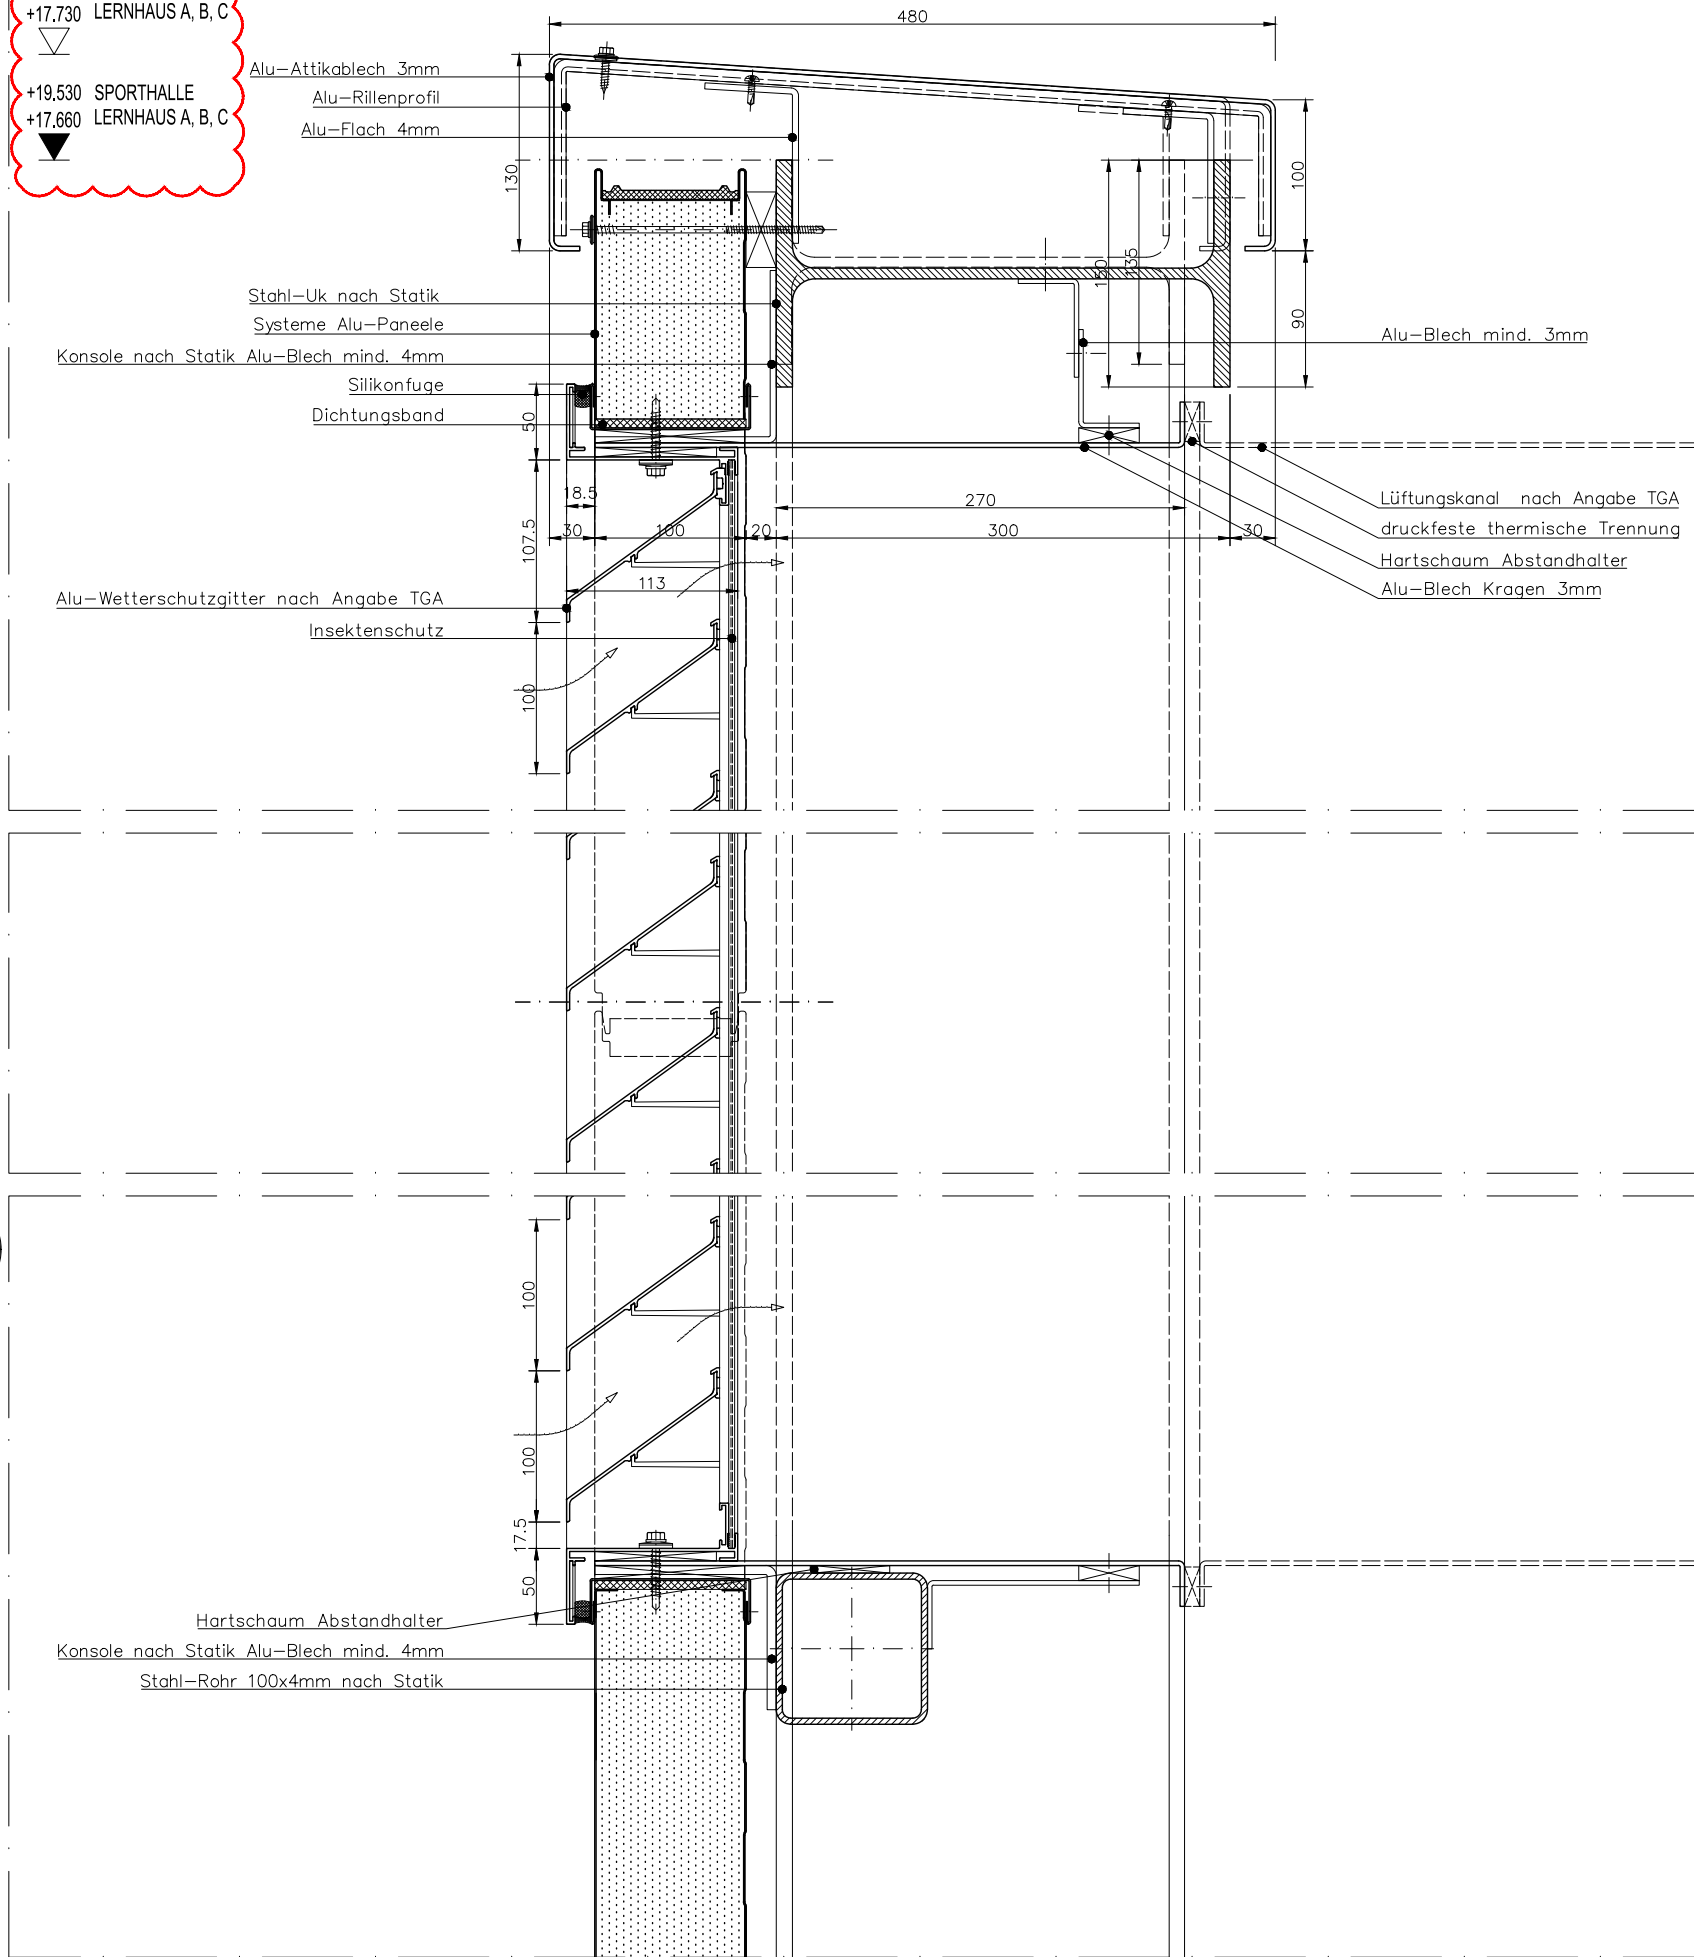 +17.730 LERNHAUS A, B, C
+19.530 SPORTHALLE
+17.660 LERNHAUS A, B, C
480
Alu-Attikablech 3mm
Alu-Rillenprofil
Alu-Flach 4mm
130
100
150
135
90
Stahl-Uk nach Statik
Systeme Alu-Paneele
Konsole nach Statik Alu-Blech mind. 4mm
Silikonfuge
Dichtungsband
Alu-Blech mind. 3mm
50
18.5
270
30
100
20
300
30
107.5
113
Lüftungskanal nach Angabe TGA
druckfeste thermische Trennung
Hartschaum Abstandhalter
Alu-Blech Kragen 3mm
Alu-Wetterschutzgitter nach Angabe TGA
Insektenschutz
100
100
100
17.5
50
Hartschaum Abstandhalter
Konsole nach Statik Alu-Blech mind. 4mm
Stahl-Rohr 100x4mm nach Statik